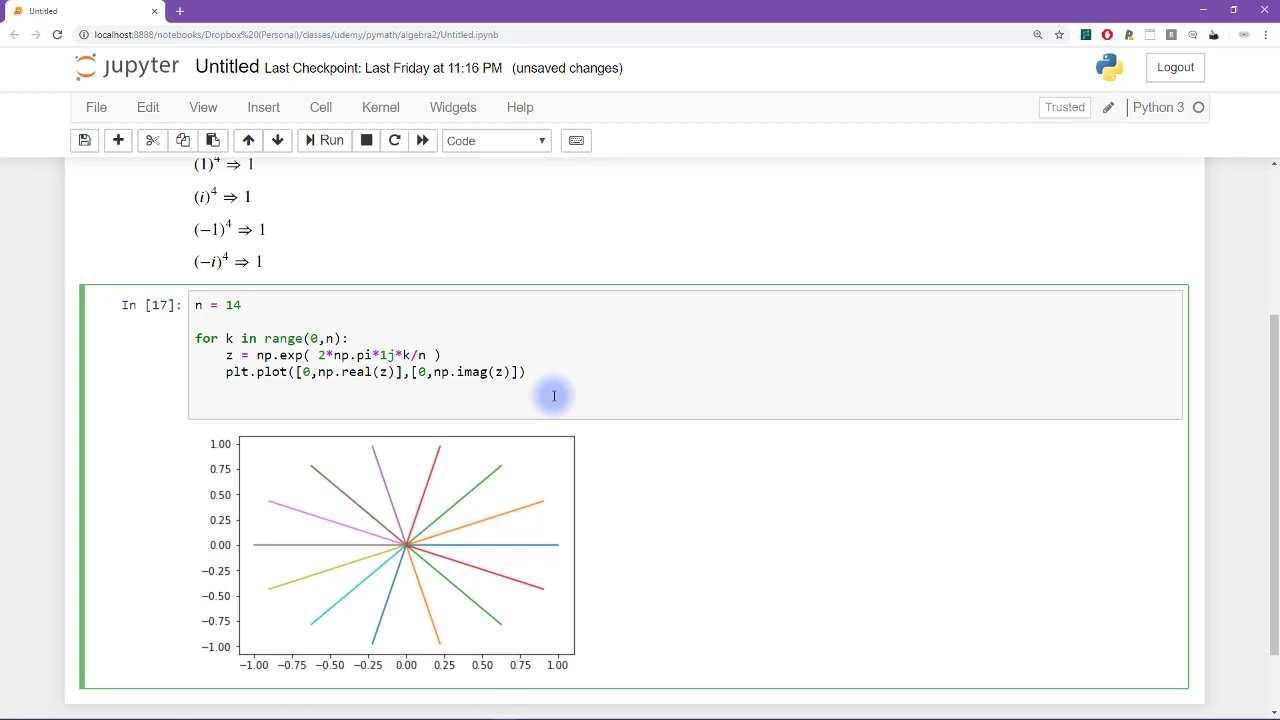 Untitled
localhost:8888/notebooks/Dropbox%20(Personal)/classes/udemy/pymath/algebra2/Untitled.ipynb
jupyter Untitled Last Checkpoint: Last Friday at 11:16 PM (unsaved changes) Logout
File Edit View Insert Cell Kernel Widgets Help Trusted Python 3
Run Code
(1)⁴ ⇒ 1
(i)⁴ ⇒ 1
(−1)⁴ ⇒ 1
(−i)⁴ ⇒ 1
In [17]: n = 14
for k in range(0,n):
    z = np.exp( 2*np.pi*1j*k/n )
    plt.plot([0,np.real(z)],[0,np.imag(z)])
1.00
0.75
0.50
0.25
0.00
−0.25
−0.50
−0.75
−1.00
−1.00 −0.75 −0.50 −0.25 0.00 0.25 0.50 0.75 1.00